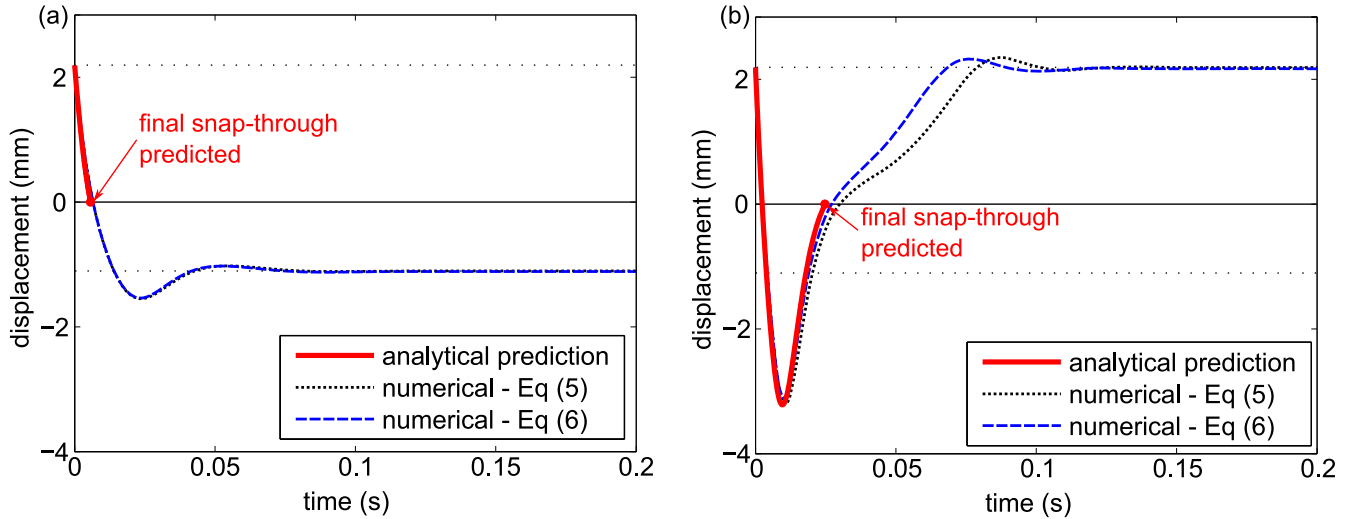 (a)
displacement (mm)
2
0
−2
−4
final snap-through
predicted
analytical prediction
numerical - Eq (5)
numerical - Eq (6)
0
0.05
0.1
0.15
0.2
time (s)
(b)
displacement (mm)
2
0
−2
−4
final snap-through
predicted
analytical prediction
numerical - Eq (5)
numerical - Eq (6)
0
0.05
0.1
0.15
0.2
time (s)